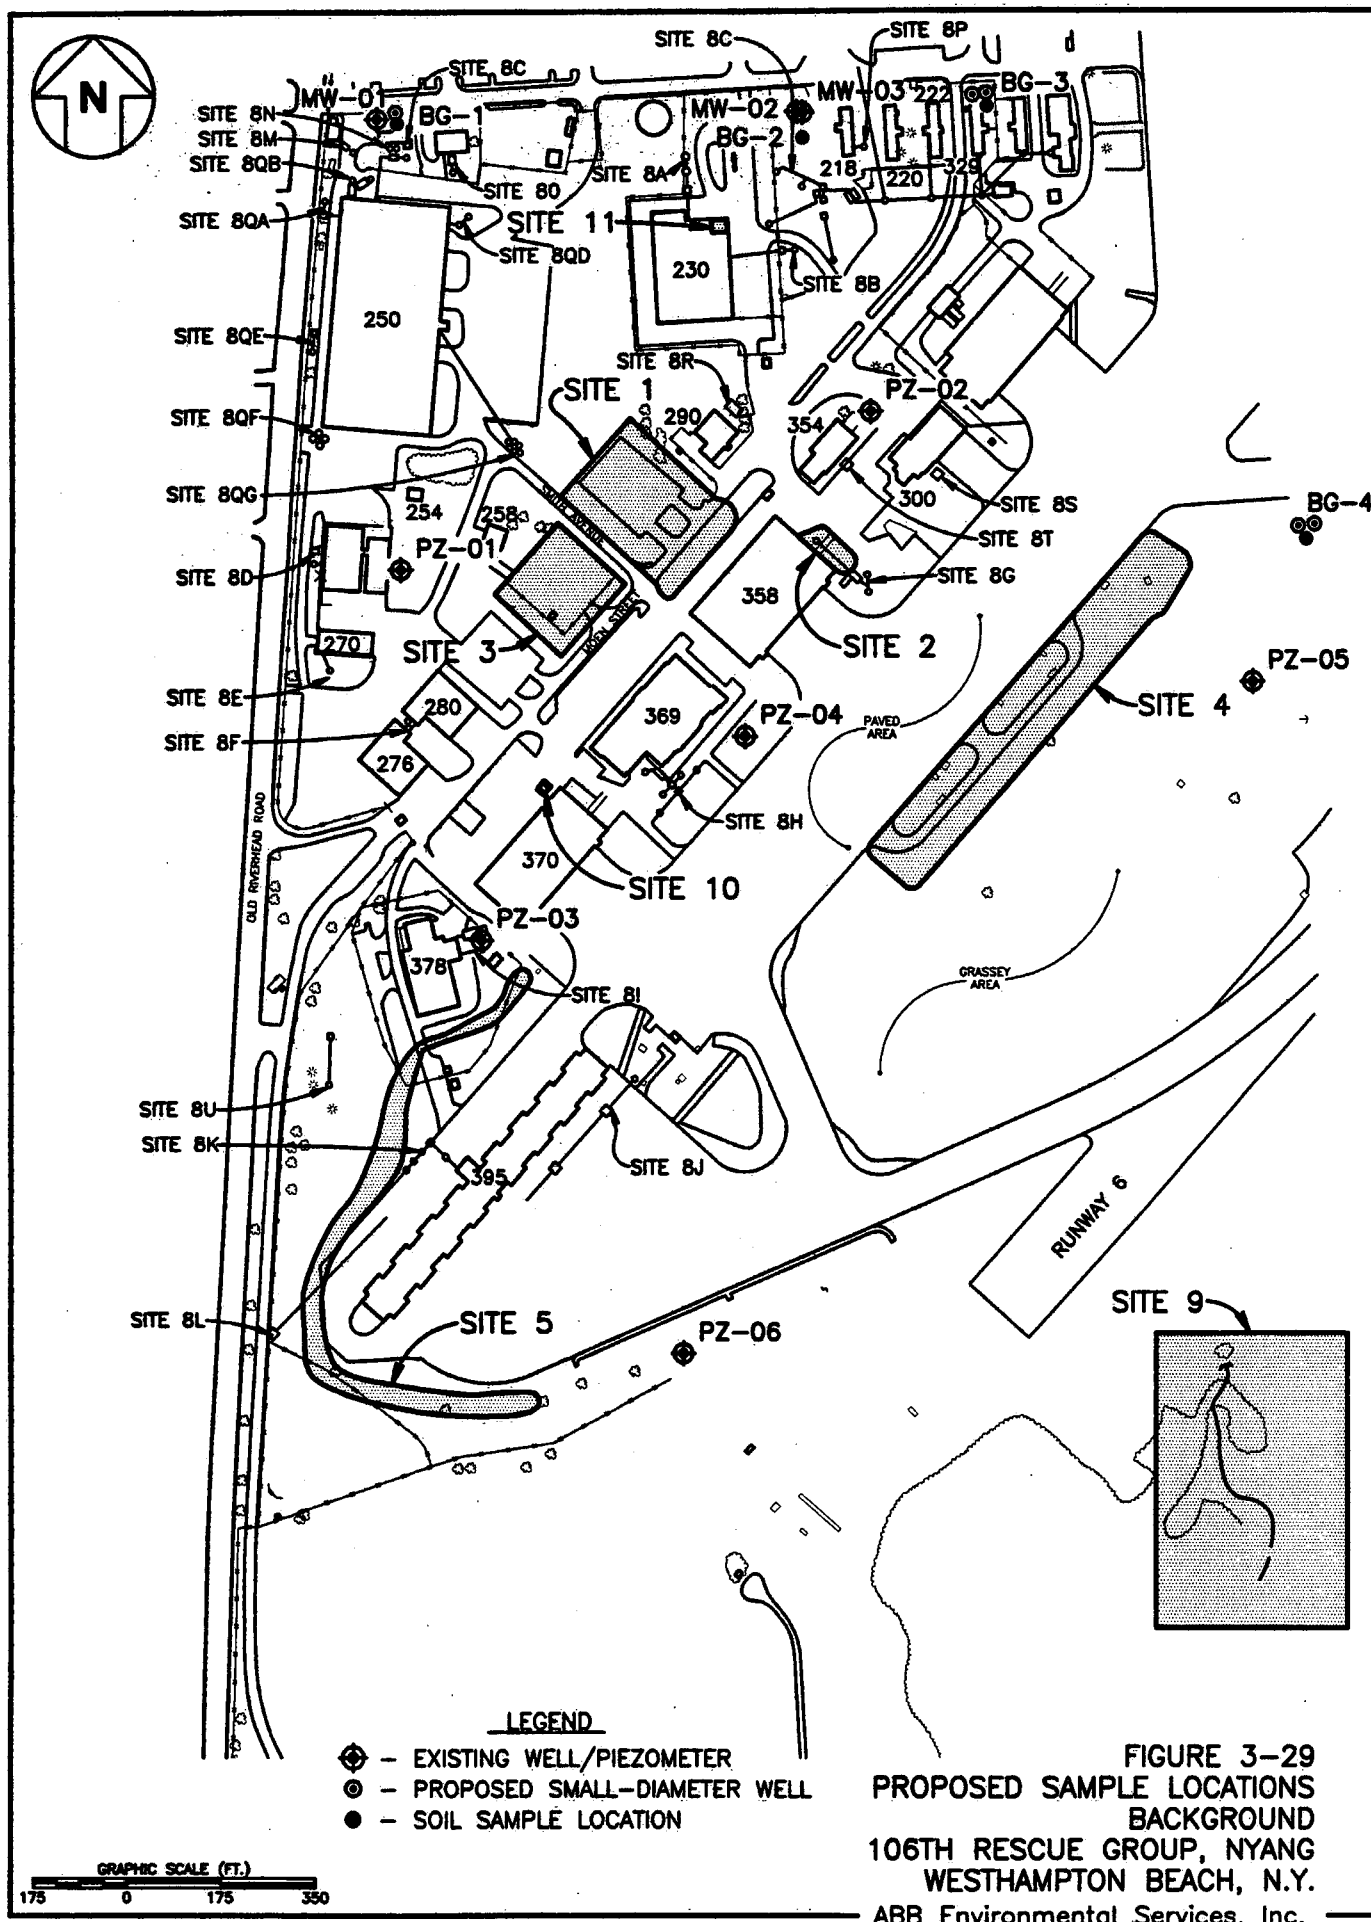 N
SITE 8C
SITE 8P
SITE 8C
MW-01
BG-1
MW-02
MW-03
222
BG-3
SITE 8N
SITE 8M
SITE 8QB
BG-2
SITE 8A
SITE 8O
218
220
329
SITE 8QA
SITE 11
SITE 8QD
230
SITE 8B
250
SITE 8QE
SITE 8R
SITE 1
PZ-02
SITE 8QF
290
354
SITE 8QG
300
SITE 8S
BG-4
254
258
SITE 8T
PZ-01
SITE 8D
SITE 8G
358
MOEN STREET
270
SITE 3
SITE 2
PZ-05
SITE 8E
280
SITE 4
369
PZ-04
PAVED
AREA
SITE 8F
276
OLD RIVERHEAD ROAD
SITE 8H
370
SITE 10
PZ-03
378
GRASSEY
AREA
SITE 8I
SITE 8U
SITE 8K
395
SITE 8J
RUNWAY 6
SITE 9
SITE 8L
SITE 5
PZ-06
LEGEND
– EXISTING WELL/PIEZOMETER
– PROPOSED SMALL-DIAMETER WELL
– SOIL SAMPLE LOCATION
FIGURE 3-29
PROPOSED SAMPLE LOCATIONS
BACKGROUND
106TH RESCUE GROUP, NYANG
WESTHAMPTON BEACH, N.Y.
ABB Environmental Services, Inc.
GRAPHIC SCALE (FT.)
175 0 175 350